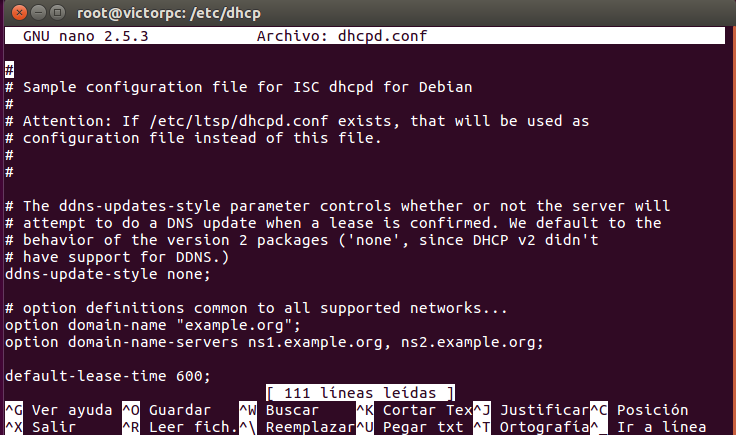 root@victorpc: /etc/dhcp
GNU nano 2.5.3 Archivo: dhcpd.conf
#
# Sample configuration file for ISC dhcpd for Debian
#
# Attention: If /etc/ltsp/dhcpd.conf exists, that will be used as
# configuration file instead of this file.
#
#
# The ddns-updates-style parameter controls whether or not the server will
# attempt to do a DNS update when a lease is confirmed. We default to the
# behavior of the version 2 packages ('none', since DHCP v2 didn't
# have support for DDNS.)
ddns-update-style none;
# option definitions common to all supported networks...
option domain-name "example.org";
option domain-name-servers ns1.example.org, ns2.example.org;
default-lease-time 600;
[ 111 líneas leídas ]
^G Ver ayuda ^O Guardar ^W Buscar ^K Cortar Tex^J Justificar^C Posición
^X Salir ^R Leer fich.^\ Reemplazar^U Pegar txt ^T Ortografía^_ Ir a línea